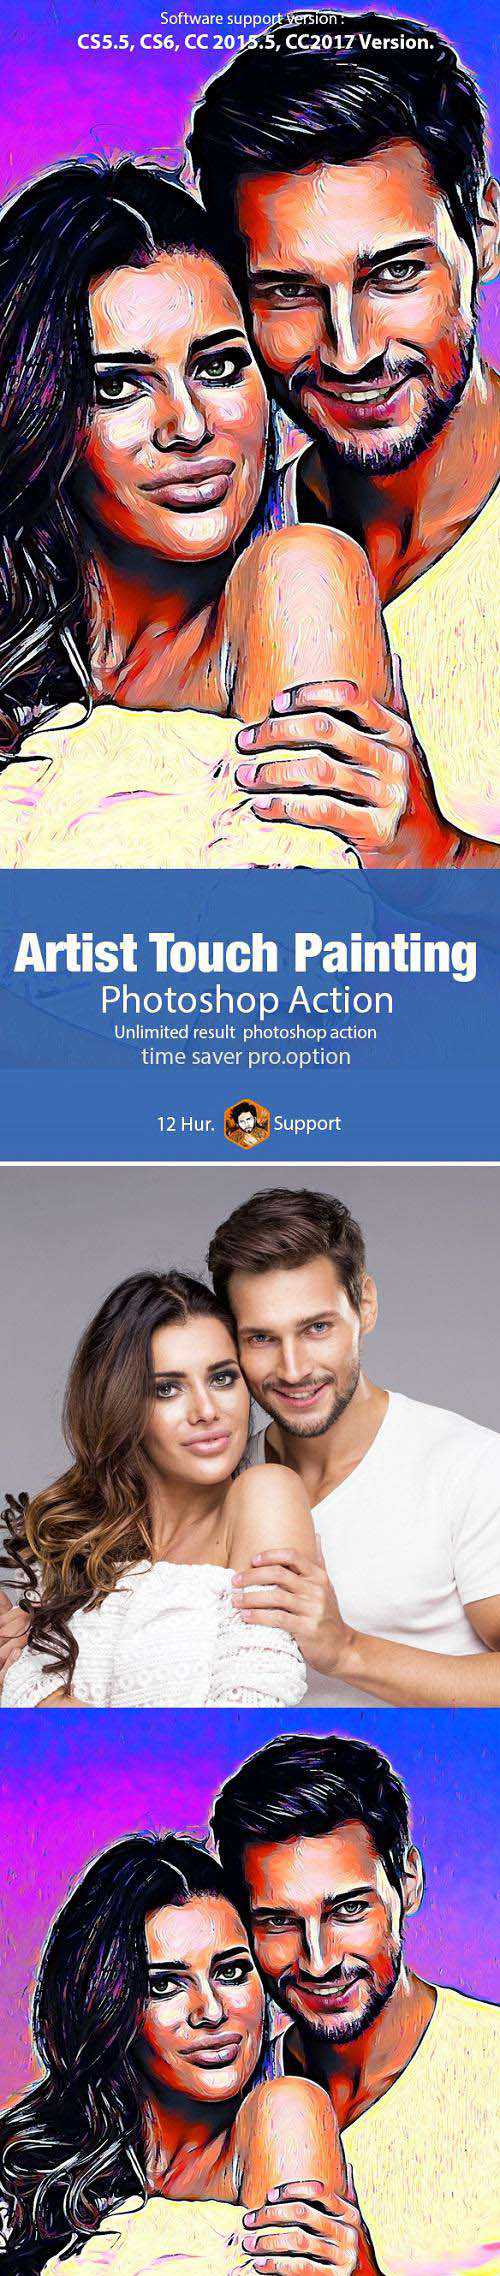 Software support version :
CS5.5, CS6, CC 2015.5, CC2017 Version.
Artist Touch Painting
Photoshop Action
Unlimited result photoshop action
time saver pro.option
12 Hur. Support